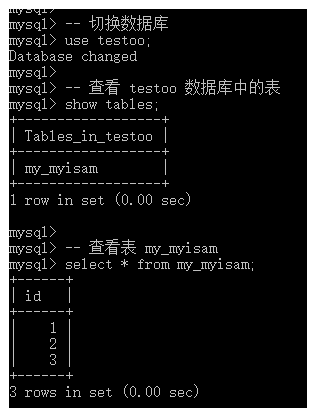 mysql>
mysql> -- 切换数据库
mysql> use testoo;
Database changed
mysql>
mysql> -- 查看 testoo 数据库中的表
mysql> show tables;
+------------------+
| Tables_in_testoo |
+------------------+
| my_myisam        |
+------------------+
1 row in set (0.00 sec)

mysql>
mysql> -- 查看表 my_myisam
mysql> select * from my_myisam;
+------+
| id   |
+------+
|    1 |
|    2 |
|    3 |
+------+
3 rows in set (0.00 sec)